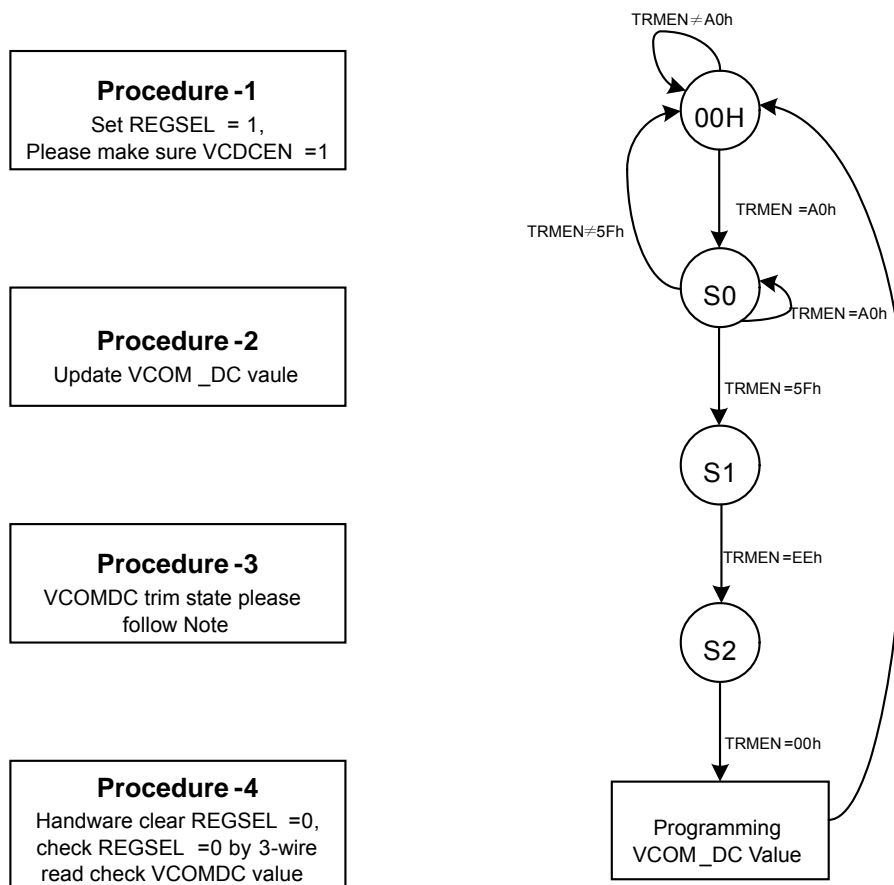 Procedure -1
Set REGSEL = 1,
Please make sure VCDCEN =1
Procedure -2
Update VCOM _DC vaule
Procedure -3
VCOMDC trim state please
follow Note
Procedure -4
Handware clear REGSEL =0,
check REGSEL =0 by 3-wire
read check VCOMDC value
TRMEN≠A0h
00H
TRMEN =A0h
TRMEN≠5Fh
S0
TRMEN=A0h
TRMEN=5Fh
S1
TRMEN=EEh
S2
TRMEN=00h
Programming
VCOM _DC Value